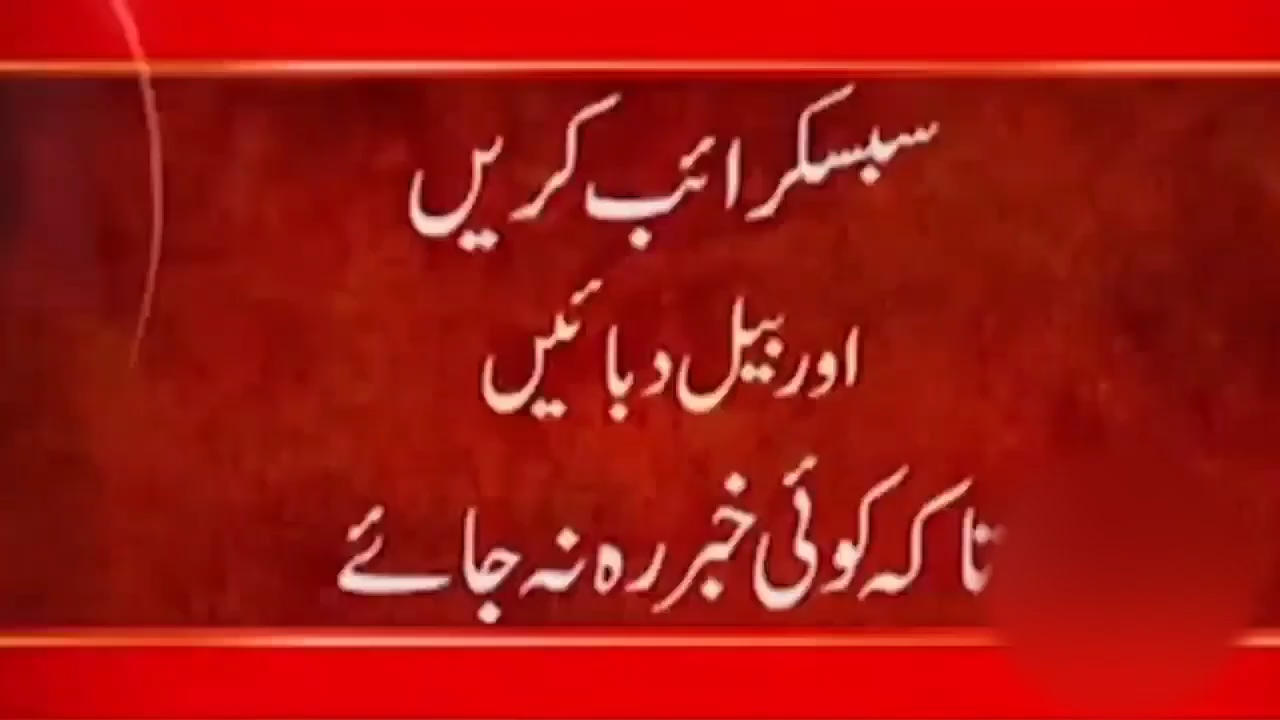 سبسکرائب کریں
اور بیل دبائیں
تاکہ کوئی خبر رہ نہ جائے